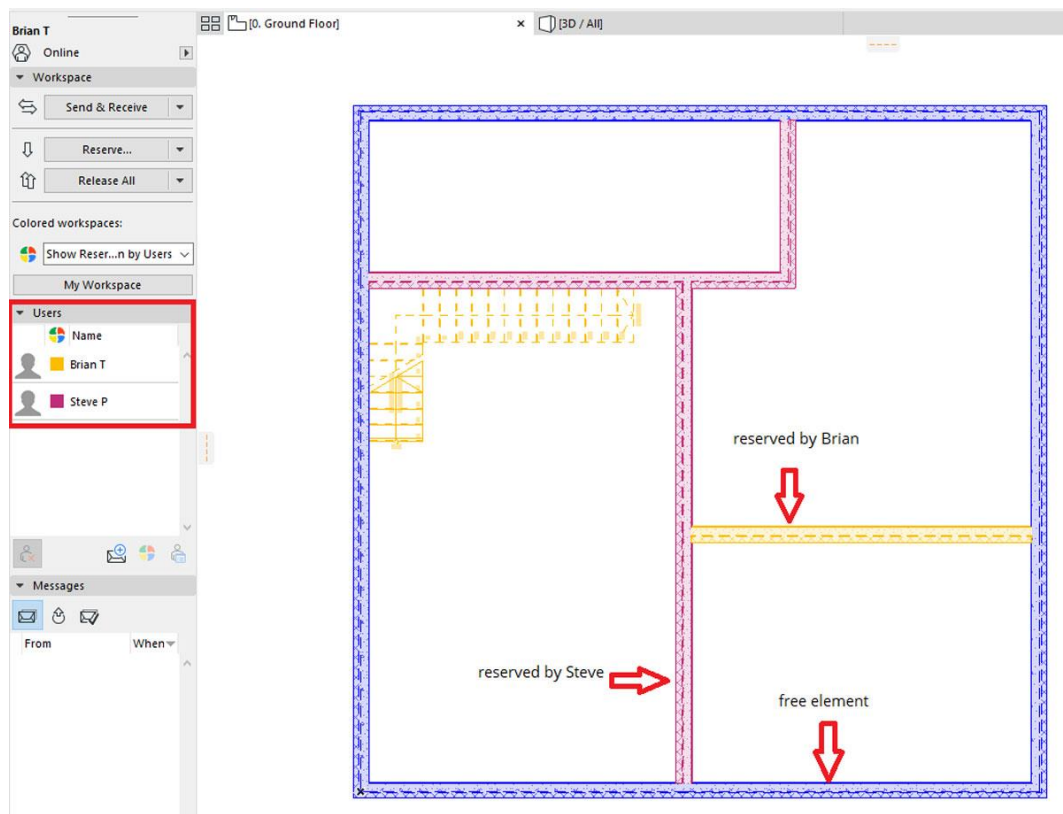 Brian T
Online
Workspace
Send & Receive
Reserve...
Release All
Colored workspaces:
Show Reser...n by Users
My Workspace
Users
Name
Brian T
Steve P
Messages
From When
[0. Ground Floor] [3D / All]
reserved by Brian
reserved by Steve
free element